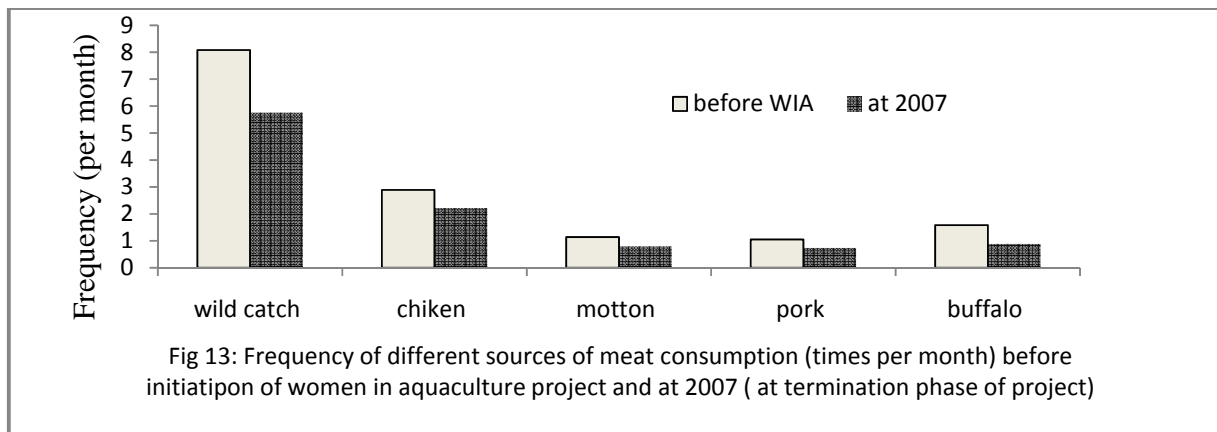 9
8
7
6
5
4
3
2
1
0
Frequency (per month)
before WIA
at 2007
wild catch
chiken
motton
pork
buffalo
Fig 13: Frequency of different sources of meat consumption (times per month) before
initiatipon of women in aquaculture project and at 2007 ( at termination phase of project)